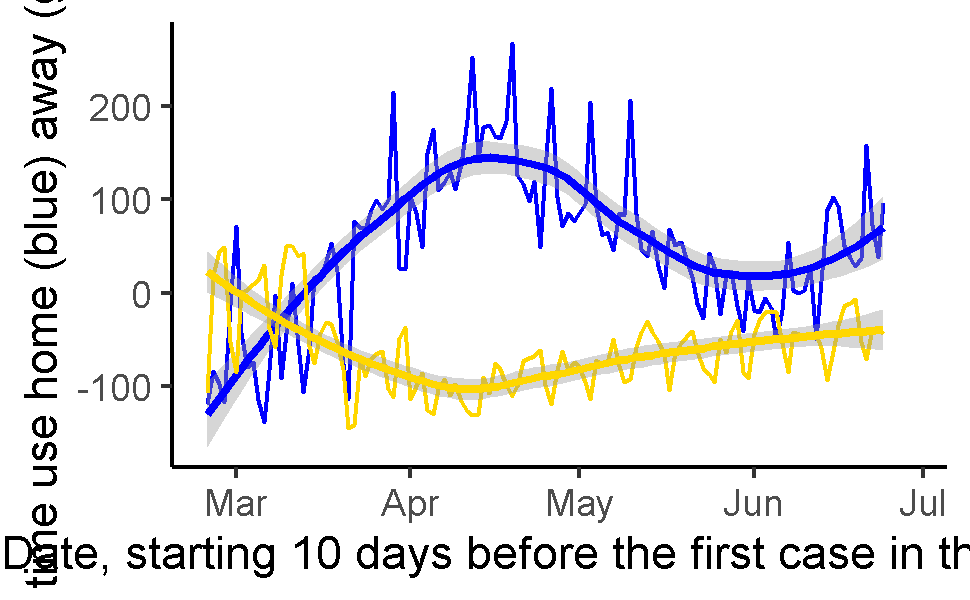 time use home (blue) away (
200
100
0
-100
Mar Apr May Jun Jul
Date, starting 10 days before the first case in th